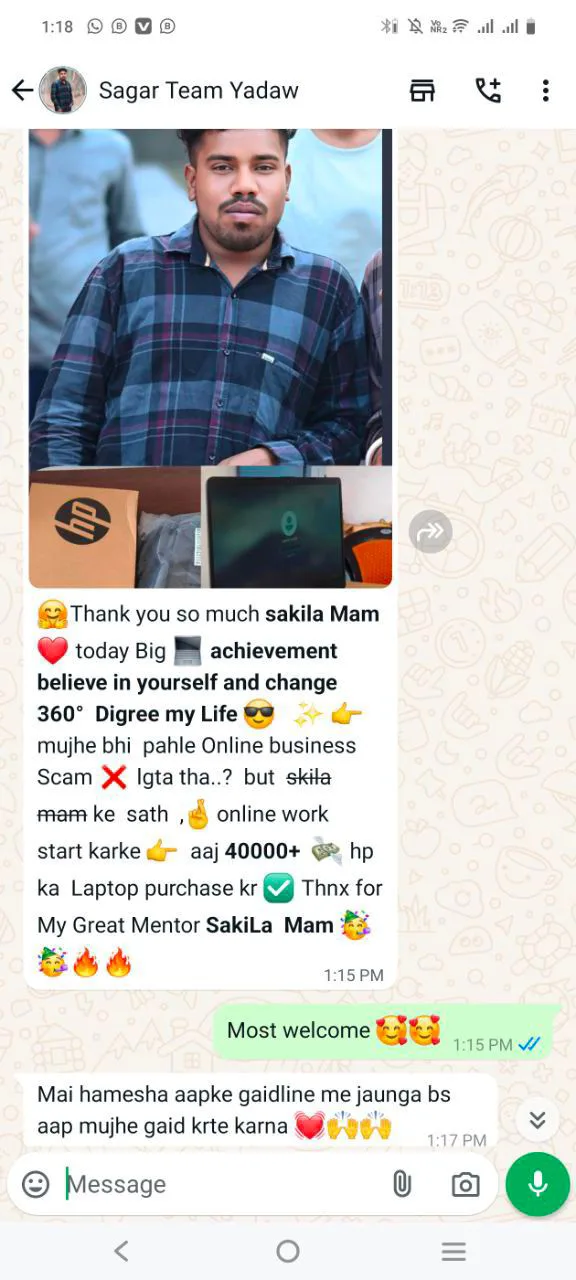 1:18
VO
NR2
Sagar Team Yadaw
hp
🤗Thank you so much sakila Mam
❤️ today Big 💻 achievement
believe in yourself and change
360° Digree my Life😎 ✨👉
mujhe bhi pahle Online business
Scam ❌ lgta tha..? but skila
mam ke sath ,🤞online work
start karke👉 aaj 40000+ 💸 hp
ka Laptop purchase kr✅ Thnx for
My Great Mentor SakiLa Mam🥳
🥳🔥🔥
1:15 PM
Most welcome 🥰🥰
1:15 PM
Mai hamesha aapke gaidline me jaunga bs
aap mujhe gaid krte karna 💓🙌🙌
1:17 PM
Message